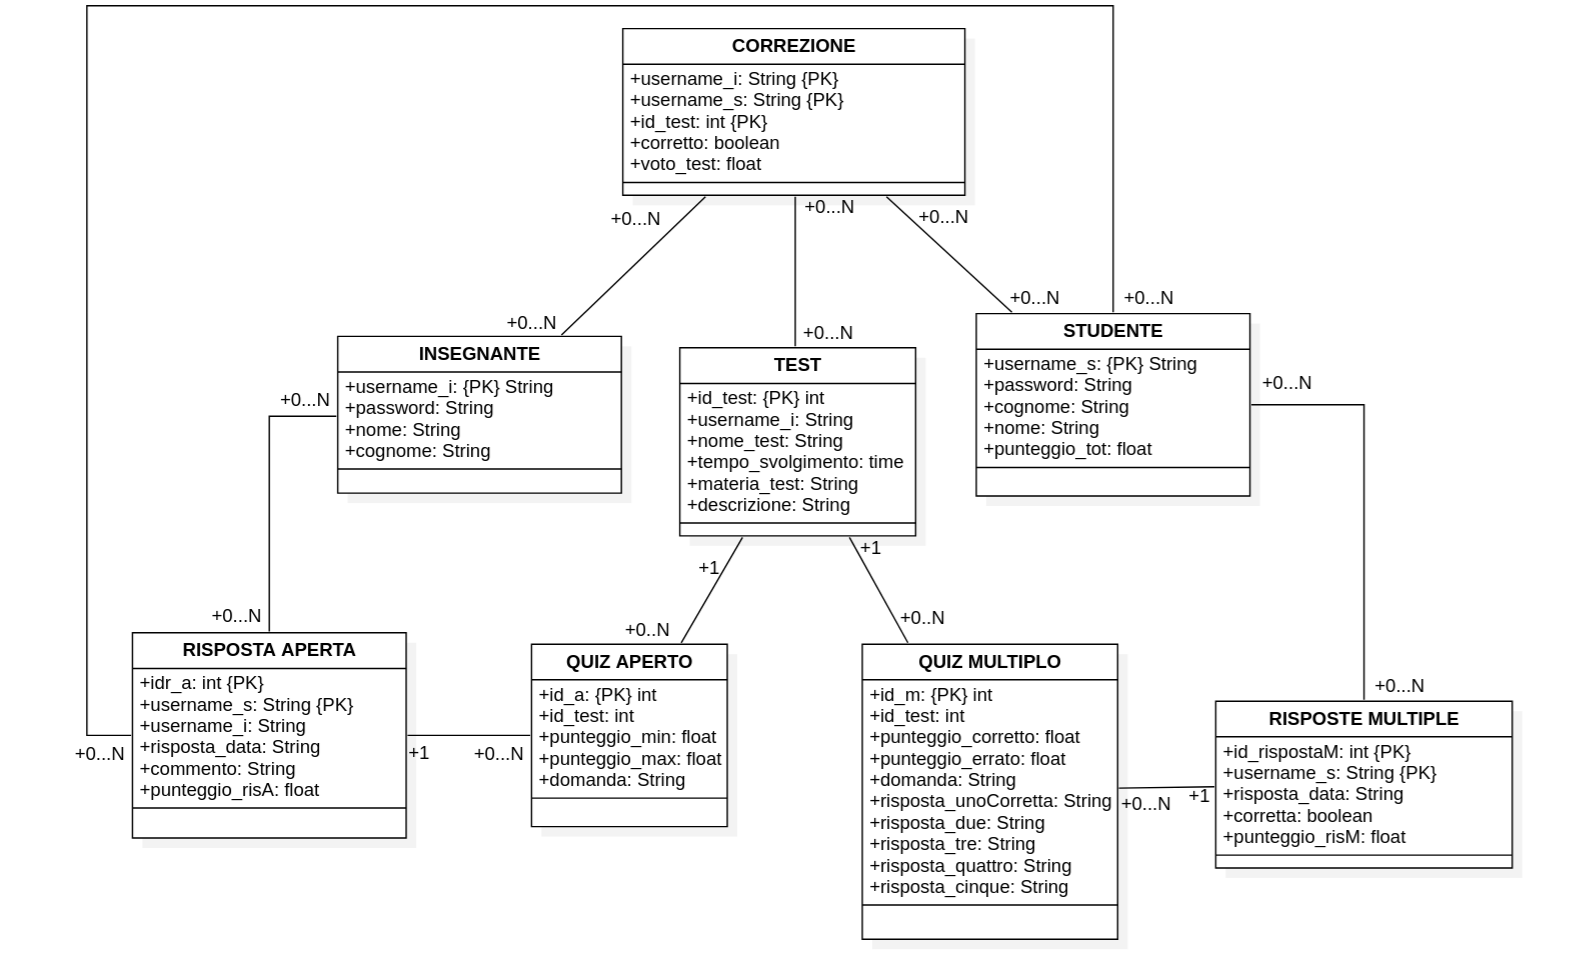 CORREZIONE
+username_i: String {PK}
+username_s: String {PK}
+id_test: int {PK}
+corretto: boolean
+voto_test: float
+0...N
+0...N
+0...N
+0...N
+0...N
+0...N
+0...N
INSEGNANTE
+username_i: {PK} String
+password: String
+nome: String
+cognome: String
+0...N
TEST
+id_test: {PK} int
+username_i: String
+nome_test: String
+tempo_svolgimento: time
+materia_test: String
+descrizione: String
STUDENTE
+username_s: {PK} String
+password: String
+cognome: String
+nome: String
+punteggio_tot: float
+0...N
+1
+1
+0...N
+0..N
+0..N
RISPOSTA APERTA
+idr_a: int {PK}
+username_s: String {PK}
+username_i: String
+risposta_data: String
+commento: String
+punteggio_risA: float
+0...N
+1
+0...N
QUIZ APERTO
+id_a: {PK} int
+id_test: int
+punteggio_min: float
+punteggio_max: float
+domanda: String
QUIZ MULTIPLO
+id_m: {PK} int
+id_test: int
+punteggio_corretto: float
+punteggio_errato: float
+domanda: String
+risposta_unoCorretta: String
+risposta_due: String
+risposta_tre: String
+risposta_quattro: String
+risposta_cinque: String
+0...N
+1
+0...N
RISPOSTE MULTIPLE
+id_rispostaM: int {PK}
+username_s: String {PK}
+risposta_data: String
+corretta: boolean
+punteggio_risM: float